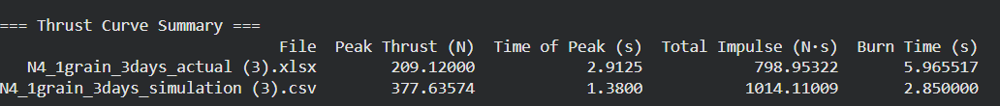 === Thrust Curve Summary ===
File Peak Thrust (N) Time of Peak (s) Total Impulse (N·s) Burn Time (s)
N4_1grain_3days_actual (3).xlsx 209.12000 2.9125 798.95322 5.965517
N4_1grain_3days_simulation (3).csv 377.63574 1.3800 1014.11009 2.850000